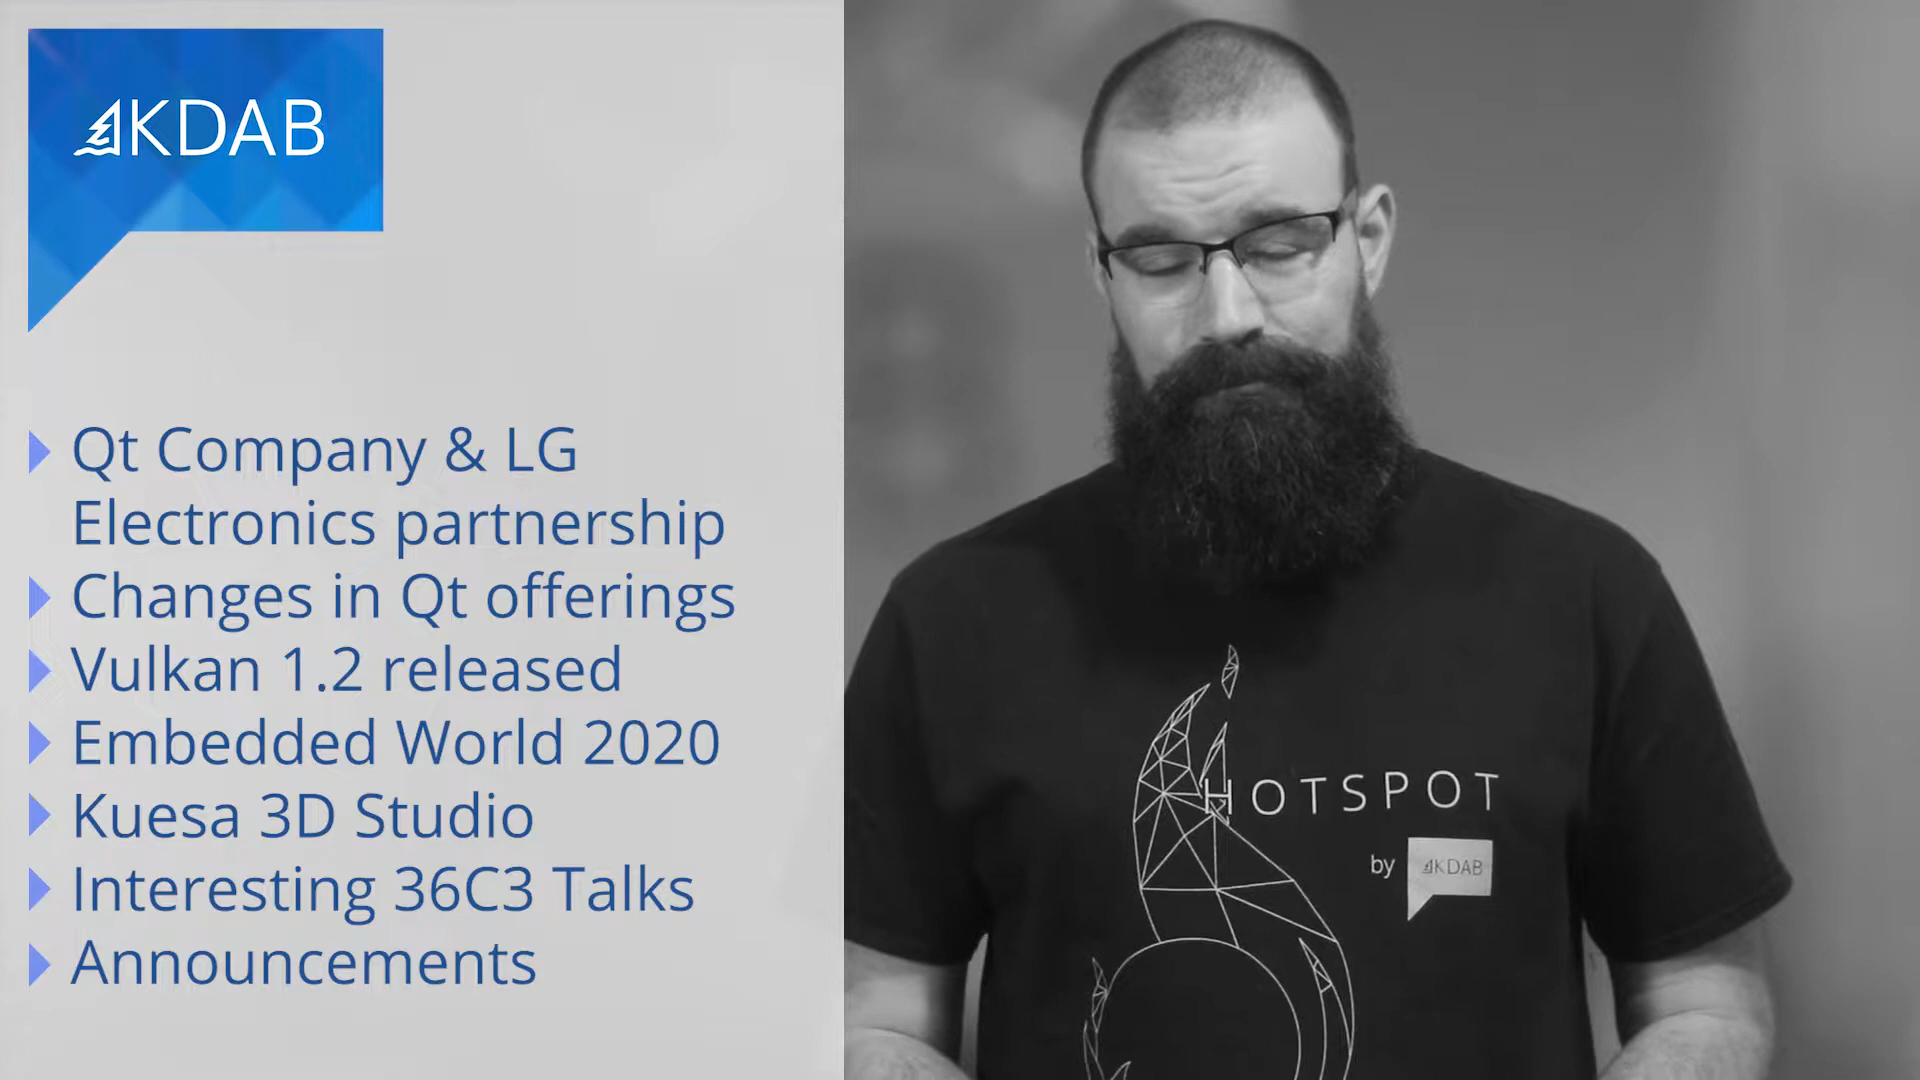 KDAB
Qt Company & LG
Electronics partnership
Changes in Qt offerings
Vulkan 1.2 released
Embedded World 2020
Kuesa 3D Studio
Interesting 36C3 Talks
Announcements
HOTSPOT
by KDAB